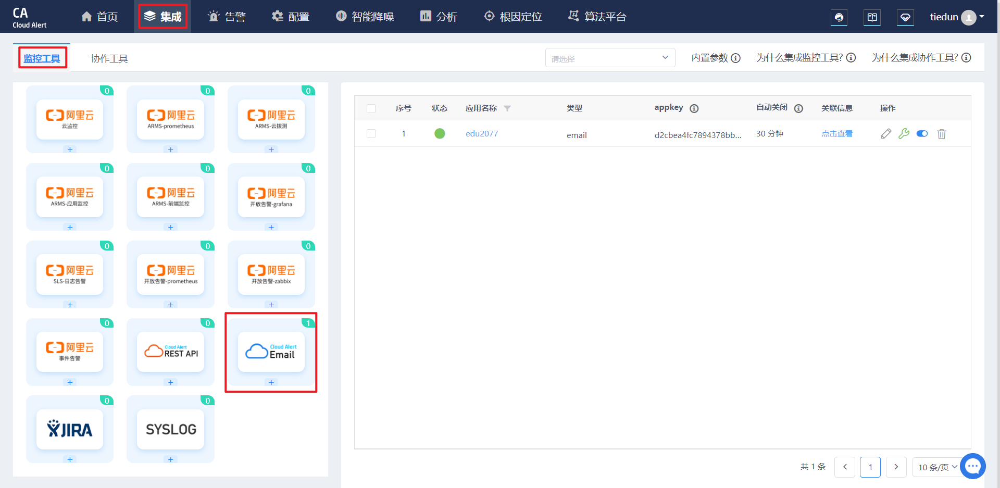 CA
Cloud Alert
首页
集成
告警
配置
智能降噪
分析
根因定位
算法平台
tiedun
监控工具
协作工具
请选择
内置参数
为什么集成监控工具?
为什么集成协作工具?
0
阿里云
云监控
+
0
阿里云
ARMS-prometheus
+
0
阿里云
ARMS-云拨测
+
0
阿里云
ARMS-应用监控
+
0
阿里云
ARMS-前端监控
+
0
阿里云
开放告警-grafana
+
0
阿里云
SLS-日志告警
+
0
阿里云
开放告警-prometheus
+
0
阿里云
开放告警-zabbix
+
0
阿里云
事件告警
+
0
Cloud Alert
REST API
+
1
Cloud Alert
Email
+
0
JIRA
+
0
SYSLOG
+
序号 状态 应用名称 类型 appkey 自动关闭 关联信息 操作
1 edu2077 email d2cbea4fc7894378bb... 30 分钟 点击查看
共 1 条 1 10 条/页